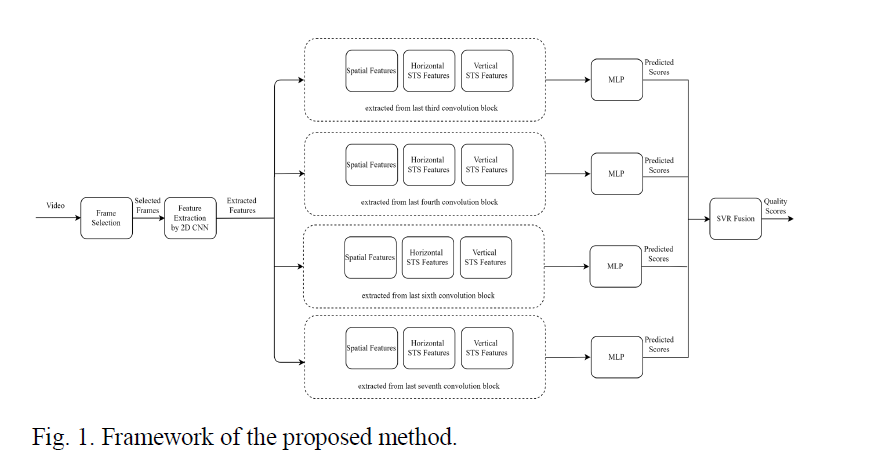 Video
Frame
Selection
Selected
Frames
Feature
Extraction
by 2D CNN
Extracted
Features
Spatial Features
Horizontal
STS Features
Vertical
STS Features
extracted from last third convolution block
MLP
Predicted
Scores
Spatial Features
Horizontal
STS Features
Vertical
STS Features
extracted from last fourth convolution block
MLP
Predicted
Scores
Spatial Features
Horizontal
STS Features
Vertical
STS Features
extracted from last sixth convolution block
MLP
Predicted
Scores
Spatial Features
Horizontal
STS Features
Vertical
STS Features
extracted from last seventh convolution block
MLP
Predicted
Scores
SVR Fusion
Quality
Scores
Fig. 1. Framework of the proposed method.